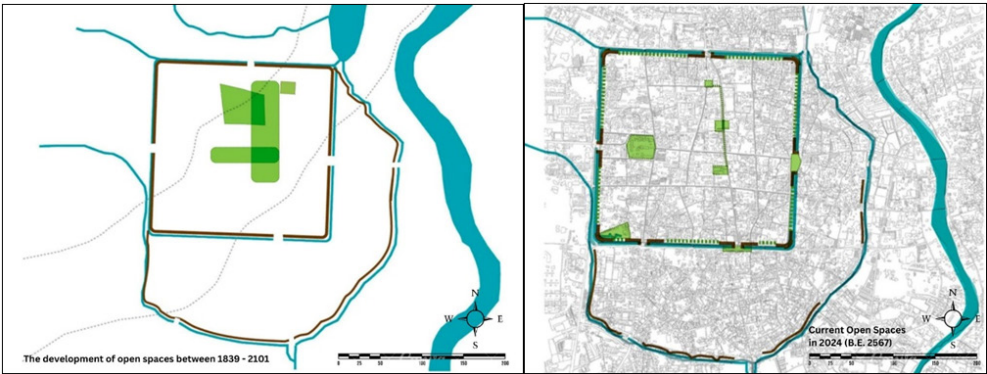 N
W E
S
The development of open spaces between 1839 - 2101
N
W E
S
Current Open Spaces
in 2024 (B.E. 2567)